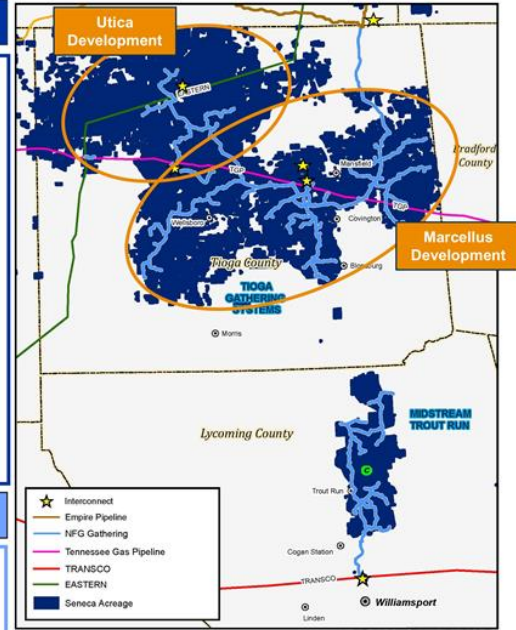 Utica
Development
EASTERN
TGP
Mansfield
Bradford
County
TGP
Wellsboro
Covington
Marcellus
Development
Tioga County
Blossburg
TIOGA
GATHERING
SYSTEMS
Morris
Lycoming County
MIDSTREAM
TROUT RUN
G
Trout Run
Cogan Station
TRANSCO
Williamsport
Linden
Interconnect
Empire Pipeline
NFG Gathering
Tennessee Gas Pipeline
TRANSCO
EASTERN
Seneca Acreage